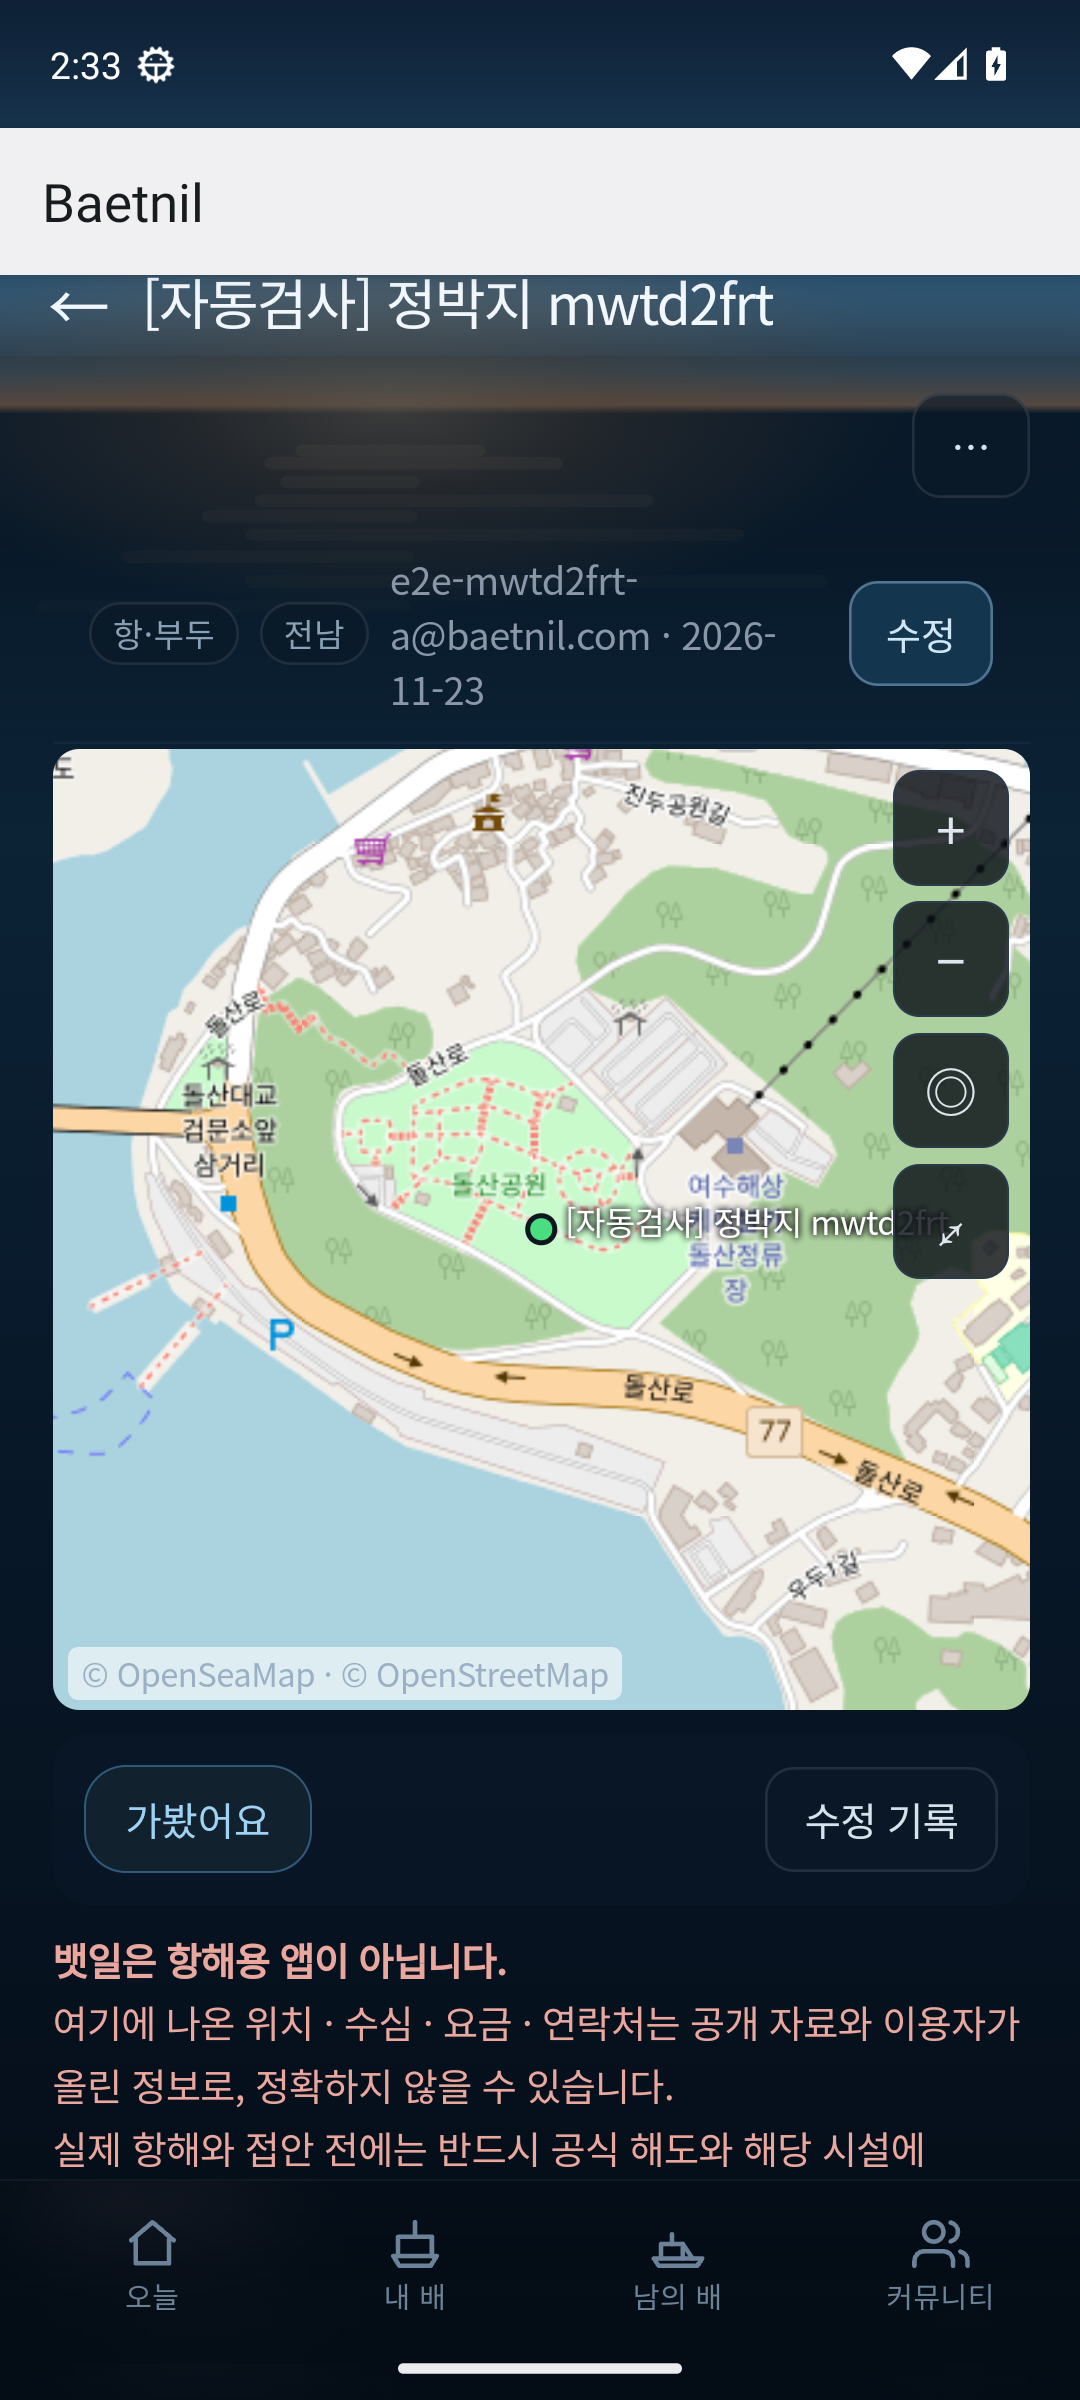 2:33
Baetnil
← [자동검사] 정박지 mwtd2frt
···
항·부두
전남
e2e-mwtd2frt-
a@baetnil.com · 2026-
11-23
수정
도
진두공원길
돌산로
돌산로
돌산대교
검문소앞
삼거리
돌산공원
여수해상
돌산정류
장
[자동검사] 정박지 mwtd2frt
P
돌산로
77
돌산로
우두1길
+
−
© OpenSeaMap · © OpenStreetMap
가봤어요
수정 기록
뱃일은 항해용 앱이 아닙니다.
여기에 나온 위치 · 수심 · 요금 · 연락처는 공개 자료와 이용자가
올린 정보로, 정확하지 않을 수 있습니다.
실제 항해와 접안 전에는 반드시 공식 해도와 해당 시설에
오늘
내 배
남의 배
커뮤니티